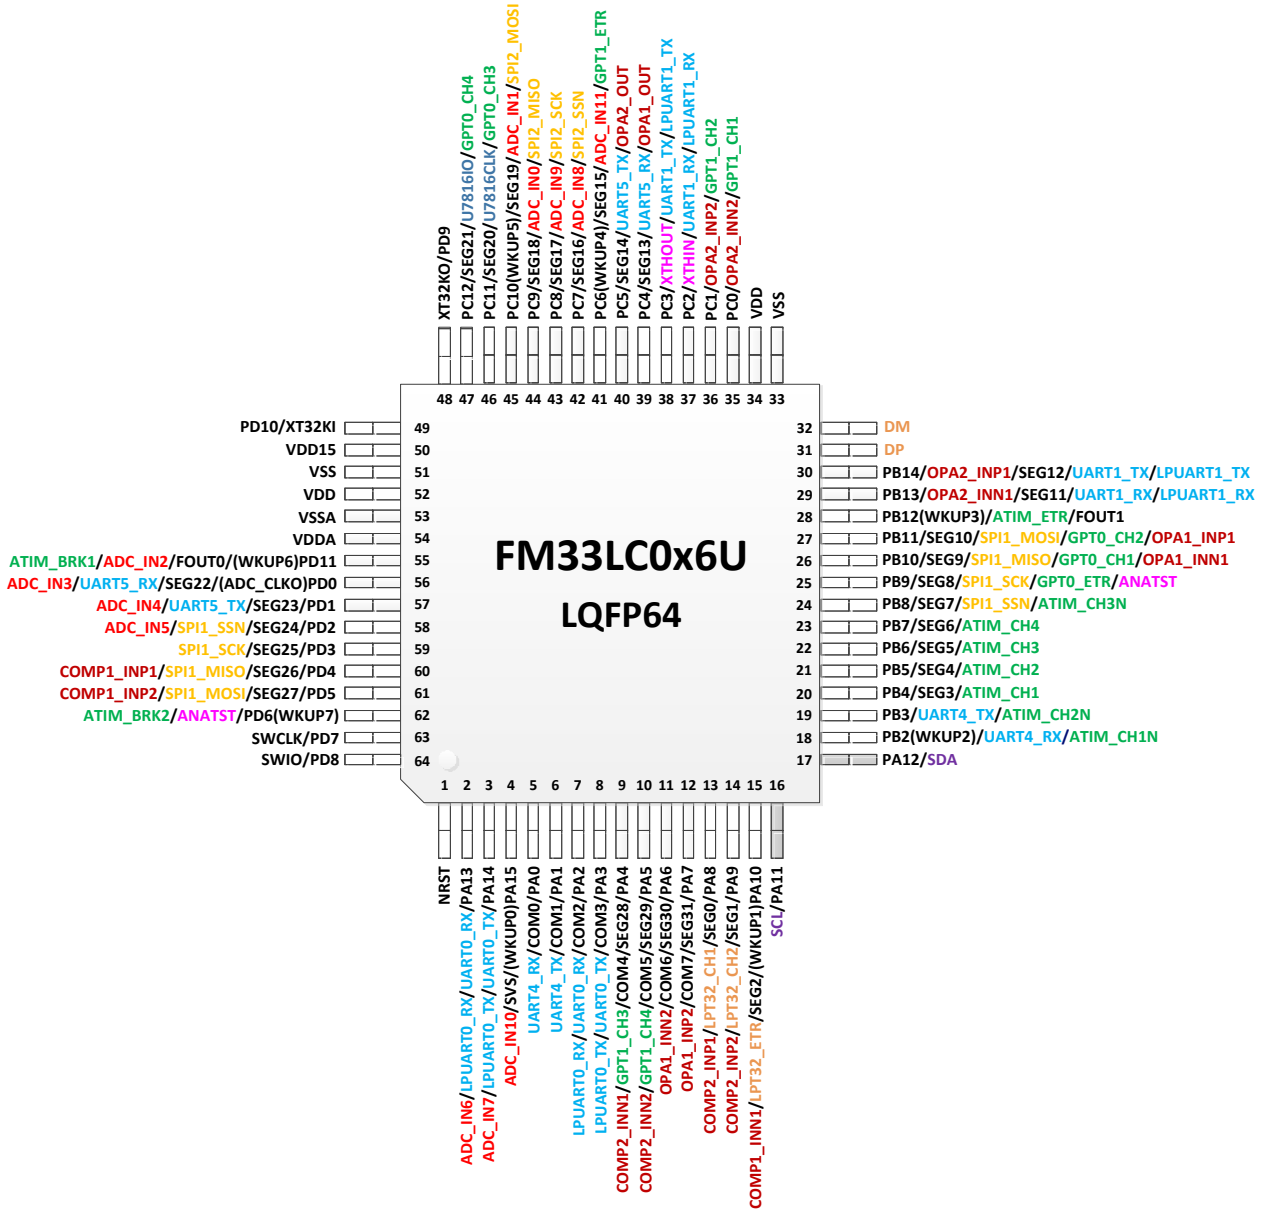 XT32KO/PD9
PC12/SEG21/U7816IO/GPT0_CH4
PC11/SEG20/U7816CLK/GPT0_CH3
PC10(WKUP5)/SEG19/ADC_IN1/SPI2_MOSI
PC9/SEG18/ADC_IN0/SPI2_MISO
PC8/SEG17/ADC_IN9/SPI2_SCK
PC7/SEG16/ADC_IN8/SPI2_SSN
PC6(WKUP4)/SEG15/ADC_IN11/GPT1_ETR
PC5/SEG14/UART5_TX/OPA2_OUT
PC4/SEG13/UART5_RX/OPA1_OUT
PC3/XTHOUT/UART1_TX/LPUART1_TX
PC2/XTHIN/UART1_RX/LPUART1_RX
PC1/OPA2_INP2/GPT1_CH2
PC0/OPA2_INN2/GPT1_CH1
VDD
VSS
48 47 46 45 44 43 42 41 40 39 38 37 36 35 34 33
PD10/XT32KI 49
VDD15 50
VSS 51
VDD 52
VSSA 53
VDDA 54
ATIM_BRK1/ADC_IN2/FOUT0/(WKUP6)PD11 55
ADC_IN3/UART5_RX/SEG22/(ADC_CLKO)PD0 56
ADC_IN4/UART5_TX/SEG23/PD1 57
ADC_IN5/SPI1_SSN/SEG24/PD2 58
SPI1_SCK/SEG25/PD3 59
COMP1_INP1/SPI1_MISO/SEG26/PD4 60
COMP1_INP2/SPI1_MOSI/SEG27/PD5 61
ATIM_BRK2/ANATST/PD6(WKUP7) 62
SWCLK/PD7 63
SWIO/PD8 64
FM33LC0x6U
LQFP64
32 DM
31 DP
30 PB14/OPA2_INP1/SEG12/UART1_TX/LPUART1_TX
29 PB13/OPA2_INN1/SEG11/UART1_RX/LPUART1_RX
28 PB12(WKUP3)/ATIM_ETR/FOUT1
27 PB11/SEG10/SPI1_MOSI/GPT0_CH2/OPA1_INP1
26 PB10/SEG9/SPI1_MISO/GPT0_CH1/OPA1_INN1
25 PB9/SEG8/SPI1_SCK/GPT0_ETR/ANATST
24 PB8/SEG7/SPI1_SSN/ATIM_CH3N
23 PB7/SEG6/ATIM_CH4
22 PB6/SEG5/ATIM_CH3
21 PB5/SEG4/ATIM_CH2
20 PB4/SEG3/ATIM_CH1
19 PB3/UART4_TX/ATIM_CH2N
18 PB2(WKUP2)/UART4_RX/ATIM_CH1N
17 PA12/SDA
1 2 3 4 5 6 7 8 9 10 11 12 13 14 15 16
NRST
ADC_IN6/LPUART0_RX/UART0_RX/PA13
ADC_IN7/LPUART0_TX/UART0_TX/PA14
ADC_IN10/SVS/(WKUP0)PA15
UART4_RX/COM0/PA0
UART4_TX/COM1/PA1
LPUART0_RX/UART0_RX/COM2/PA2
LPUART0_TX/UART0_TX/COM3/PA3
COMP2_INN1/GPT1_CH3/COM4/SEG28/PA4
COMP2_INN2/GPT1_CH4/COM5/SEG29/PA5
OPA1_INN2/COM6/SEG30/PA6
OPA1_INP2/COM7/SEG31/PA7
COMP2_INP1/LPT32_CH1/SEG0/PA8
COMP2_INP2/LPT32_CH2/SEG1/PA9
COMP1_INN1/LPT32_ETR/SEG2/(WKUP1)PA10
SCL/PA11